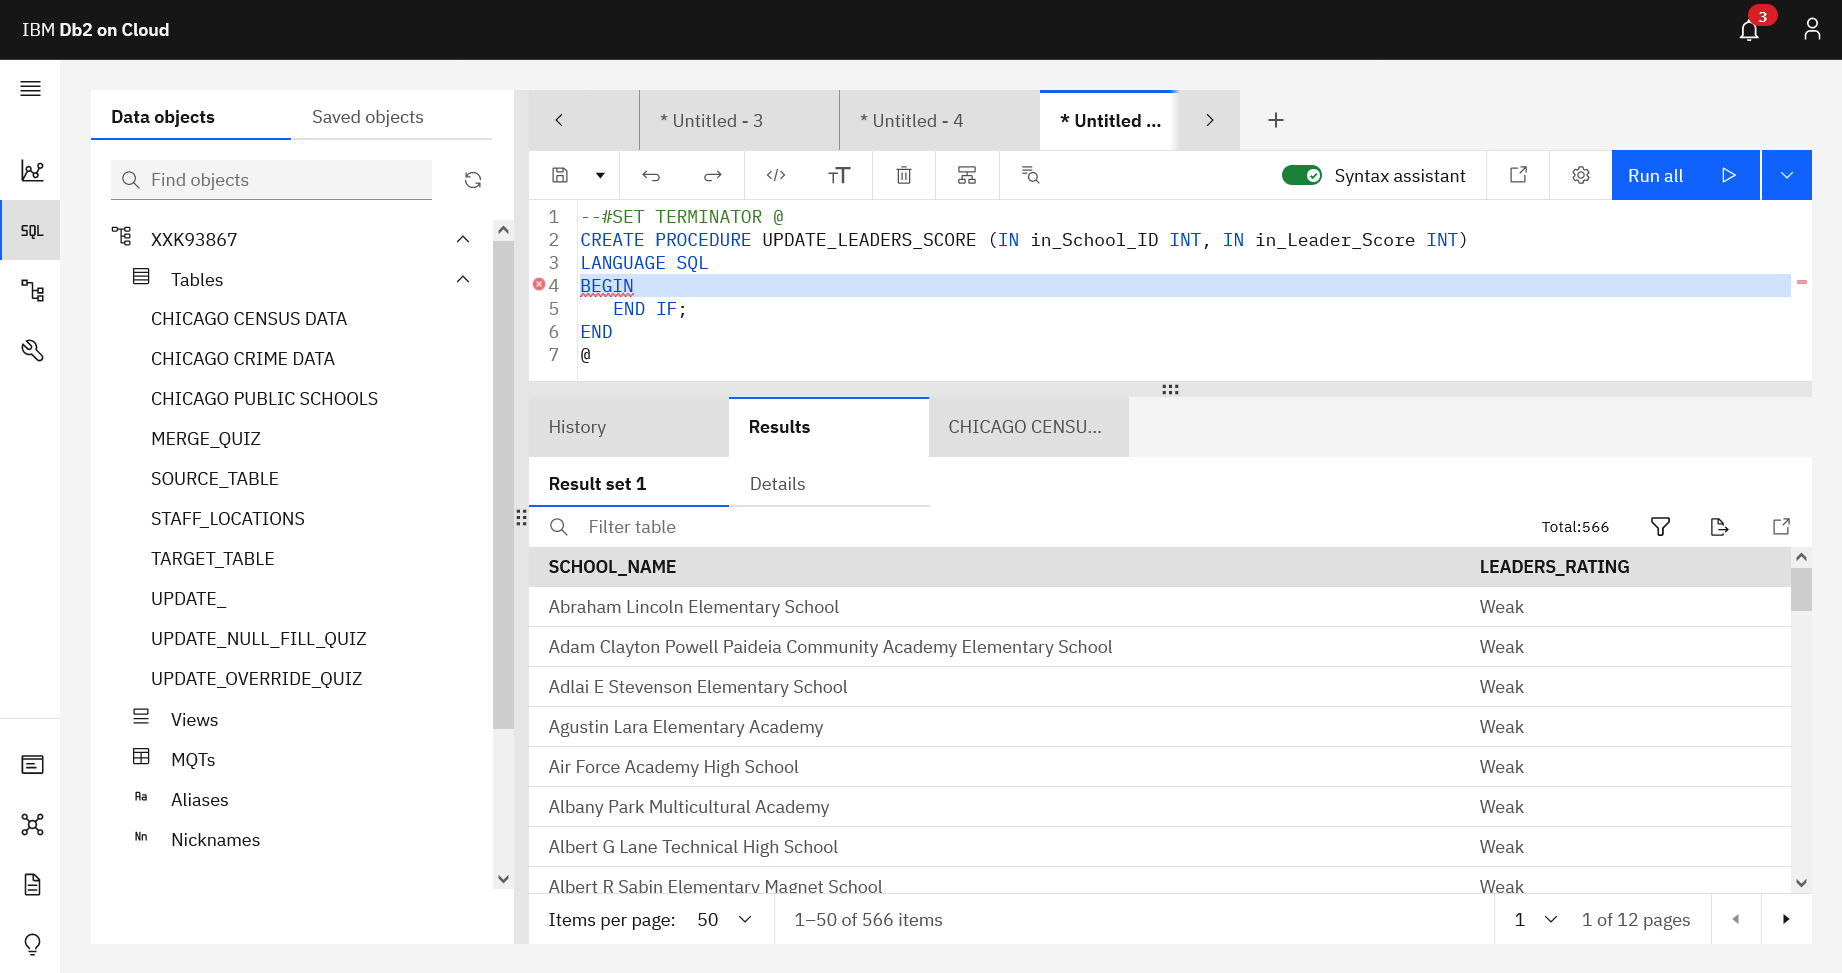 IBM Db2 on Cloud
3
Data objects
Saved objects
Find objects
SQL
XXK93867
Tables
CHICAGO CENSUS DATA
CHICAGO CRIME DATA
CHICAGO PUBLIC SCHOOLS
MERGE_QUIZ
SOURCE_TABLE
STAFF_LOCATIONS
TARGET_TABLE
UPDATE_
UPDATE_NULL_FILL_QUIZ
UPDATE_OVERRIDE_QUIZ
Views
MQTs
Aa Aliases
Nn Nicknames
* Untitled - 3
* Untitled - 4
* Untitled ...
</> TT
Syntax assistant
Run all
1 --#SET TERMINATOR @
2 CREATE PROCEDURE UPDATE_LEADERS_SCORE (IN in_School_ID INT, IN in_Leader_Score INT)
3 LANGUAGE SQL
4 BEGIN
5 END IF;
6 END
7 @
History
Results
CHICAGO CENSU...
Result set 1
Details
Filter table
Total:566
SCHOOL_NAME LEADERS_RATING
Abraham Lincoln Elementary School Weak
Adam Clayton Powell Paideia Community Academy Elementary School Weak
Adlai E Stevenson Elementary School Weak
Agustin Lara Elementary Academy Weak
Air Force Academy High School Weak
Albany Park Multicultural Academy Weak
Albert G Lane Technical High School Weak
Albert R Sabin Elementary Magnet School Weak
Items per page: 50
1–50 of 566 items
1
1 of 12 pages